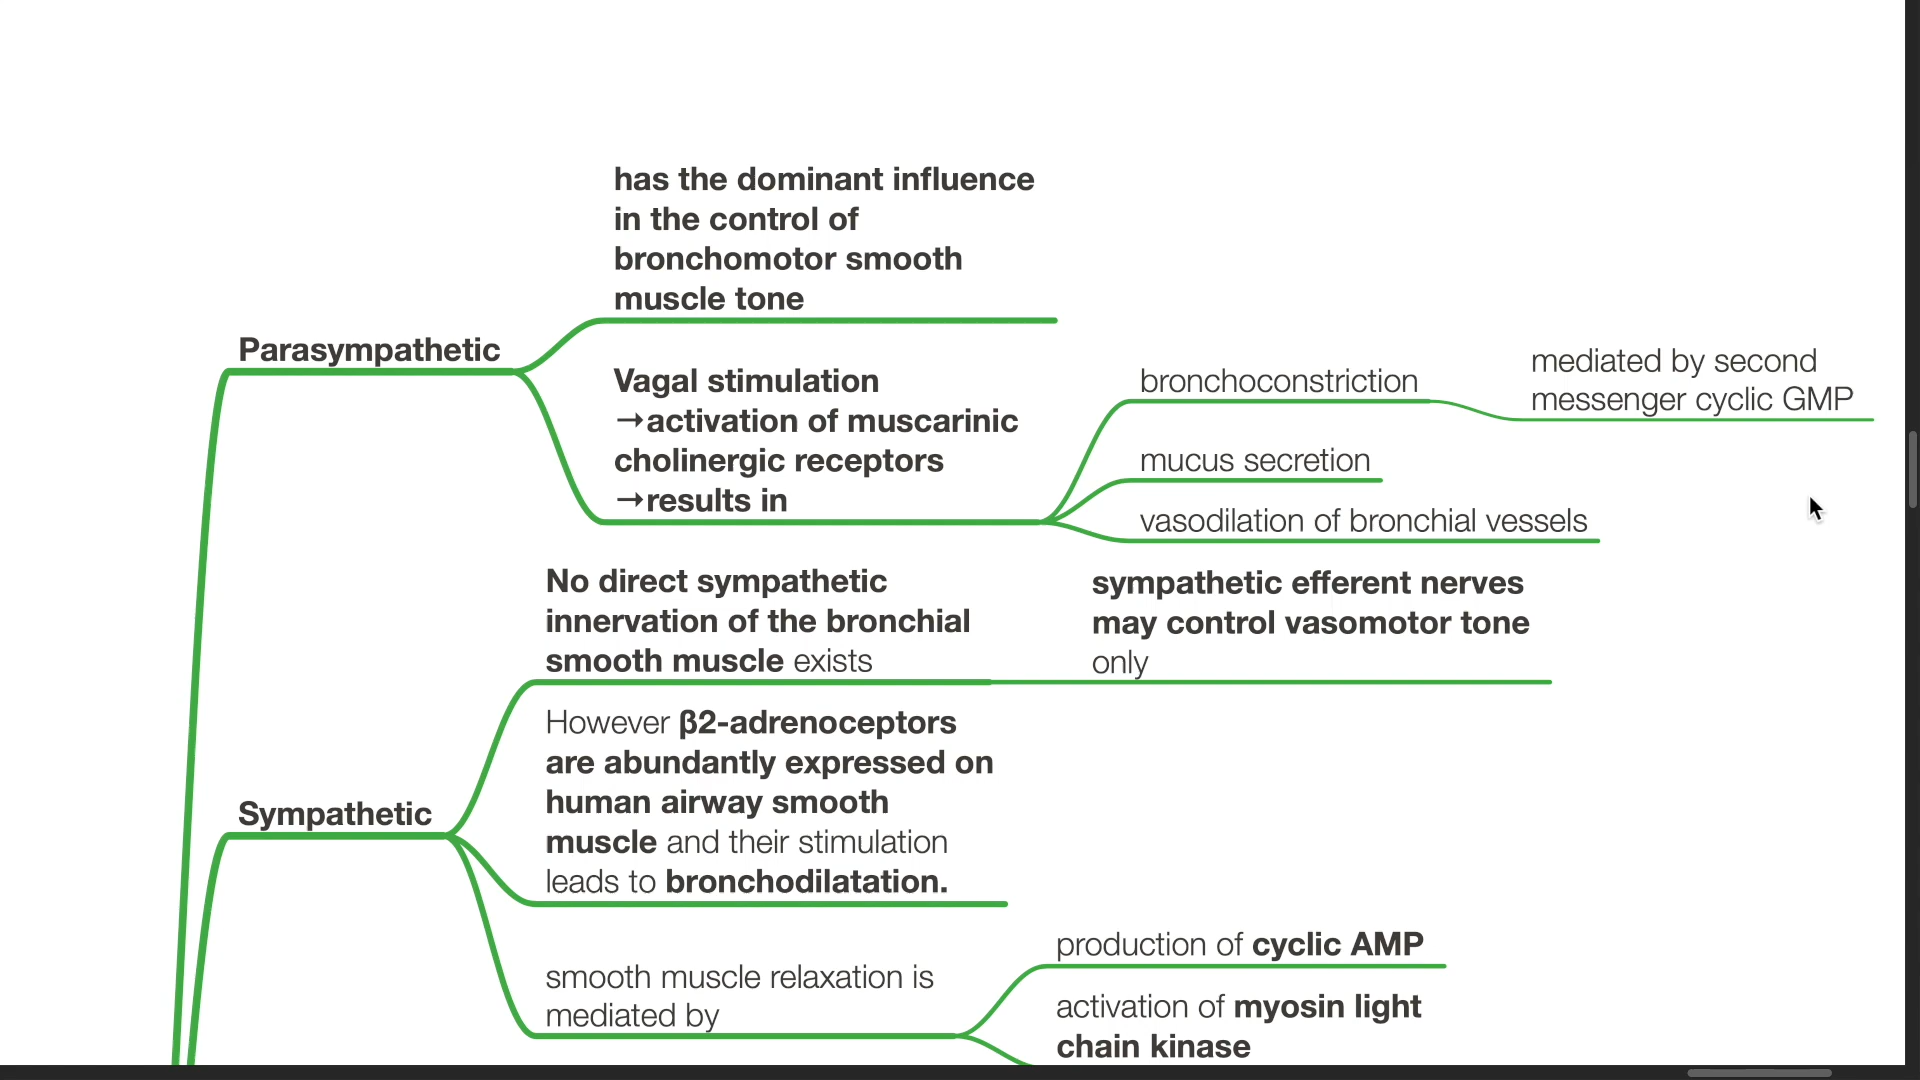 has the dominant influence
in the control of
bronchomotor smooth
muscle tone
Parasympathetic
Vagal stimulation
→activation of muscarinic
cholinergic receptors
→results in
bronchoconstriction
mediated by second
messenger cyclic GMP
mucus secretion
vasodilation of bronchial vessels
No direct sympathetic
innervation of the bronchial
smooth muscle exists
sympathetic efferent nerves
may control vasomotor tone
only
Sympathetic
However β2-adrenoceptors
are abundantly expressed on
human airway smooth
muscle and their stimulation
leads to bronchodilatation.
smooth muscle relaxation is
mediated by
production of cyclic AMP
activation of myosin light
chain kinase